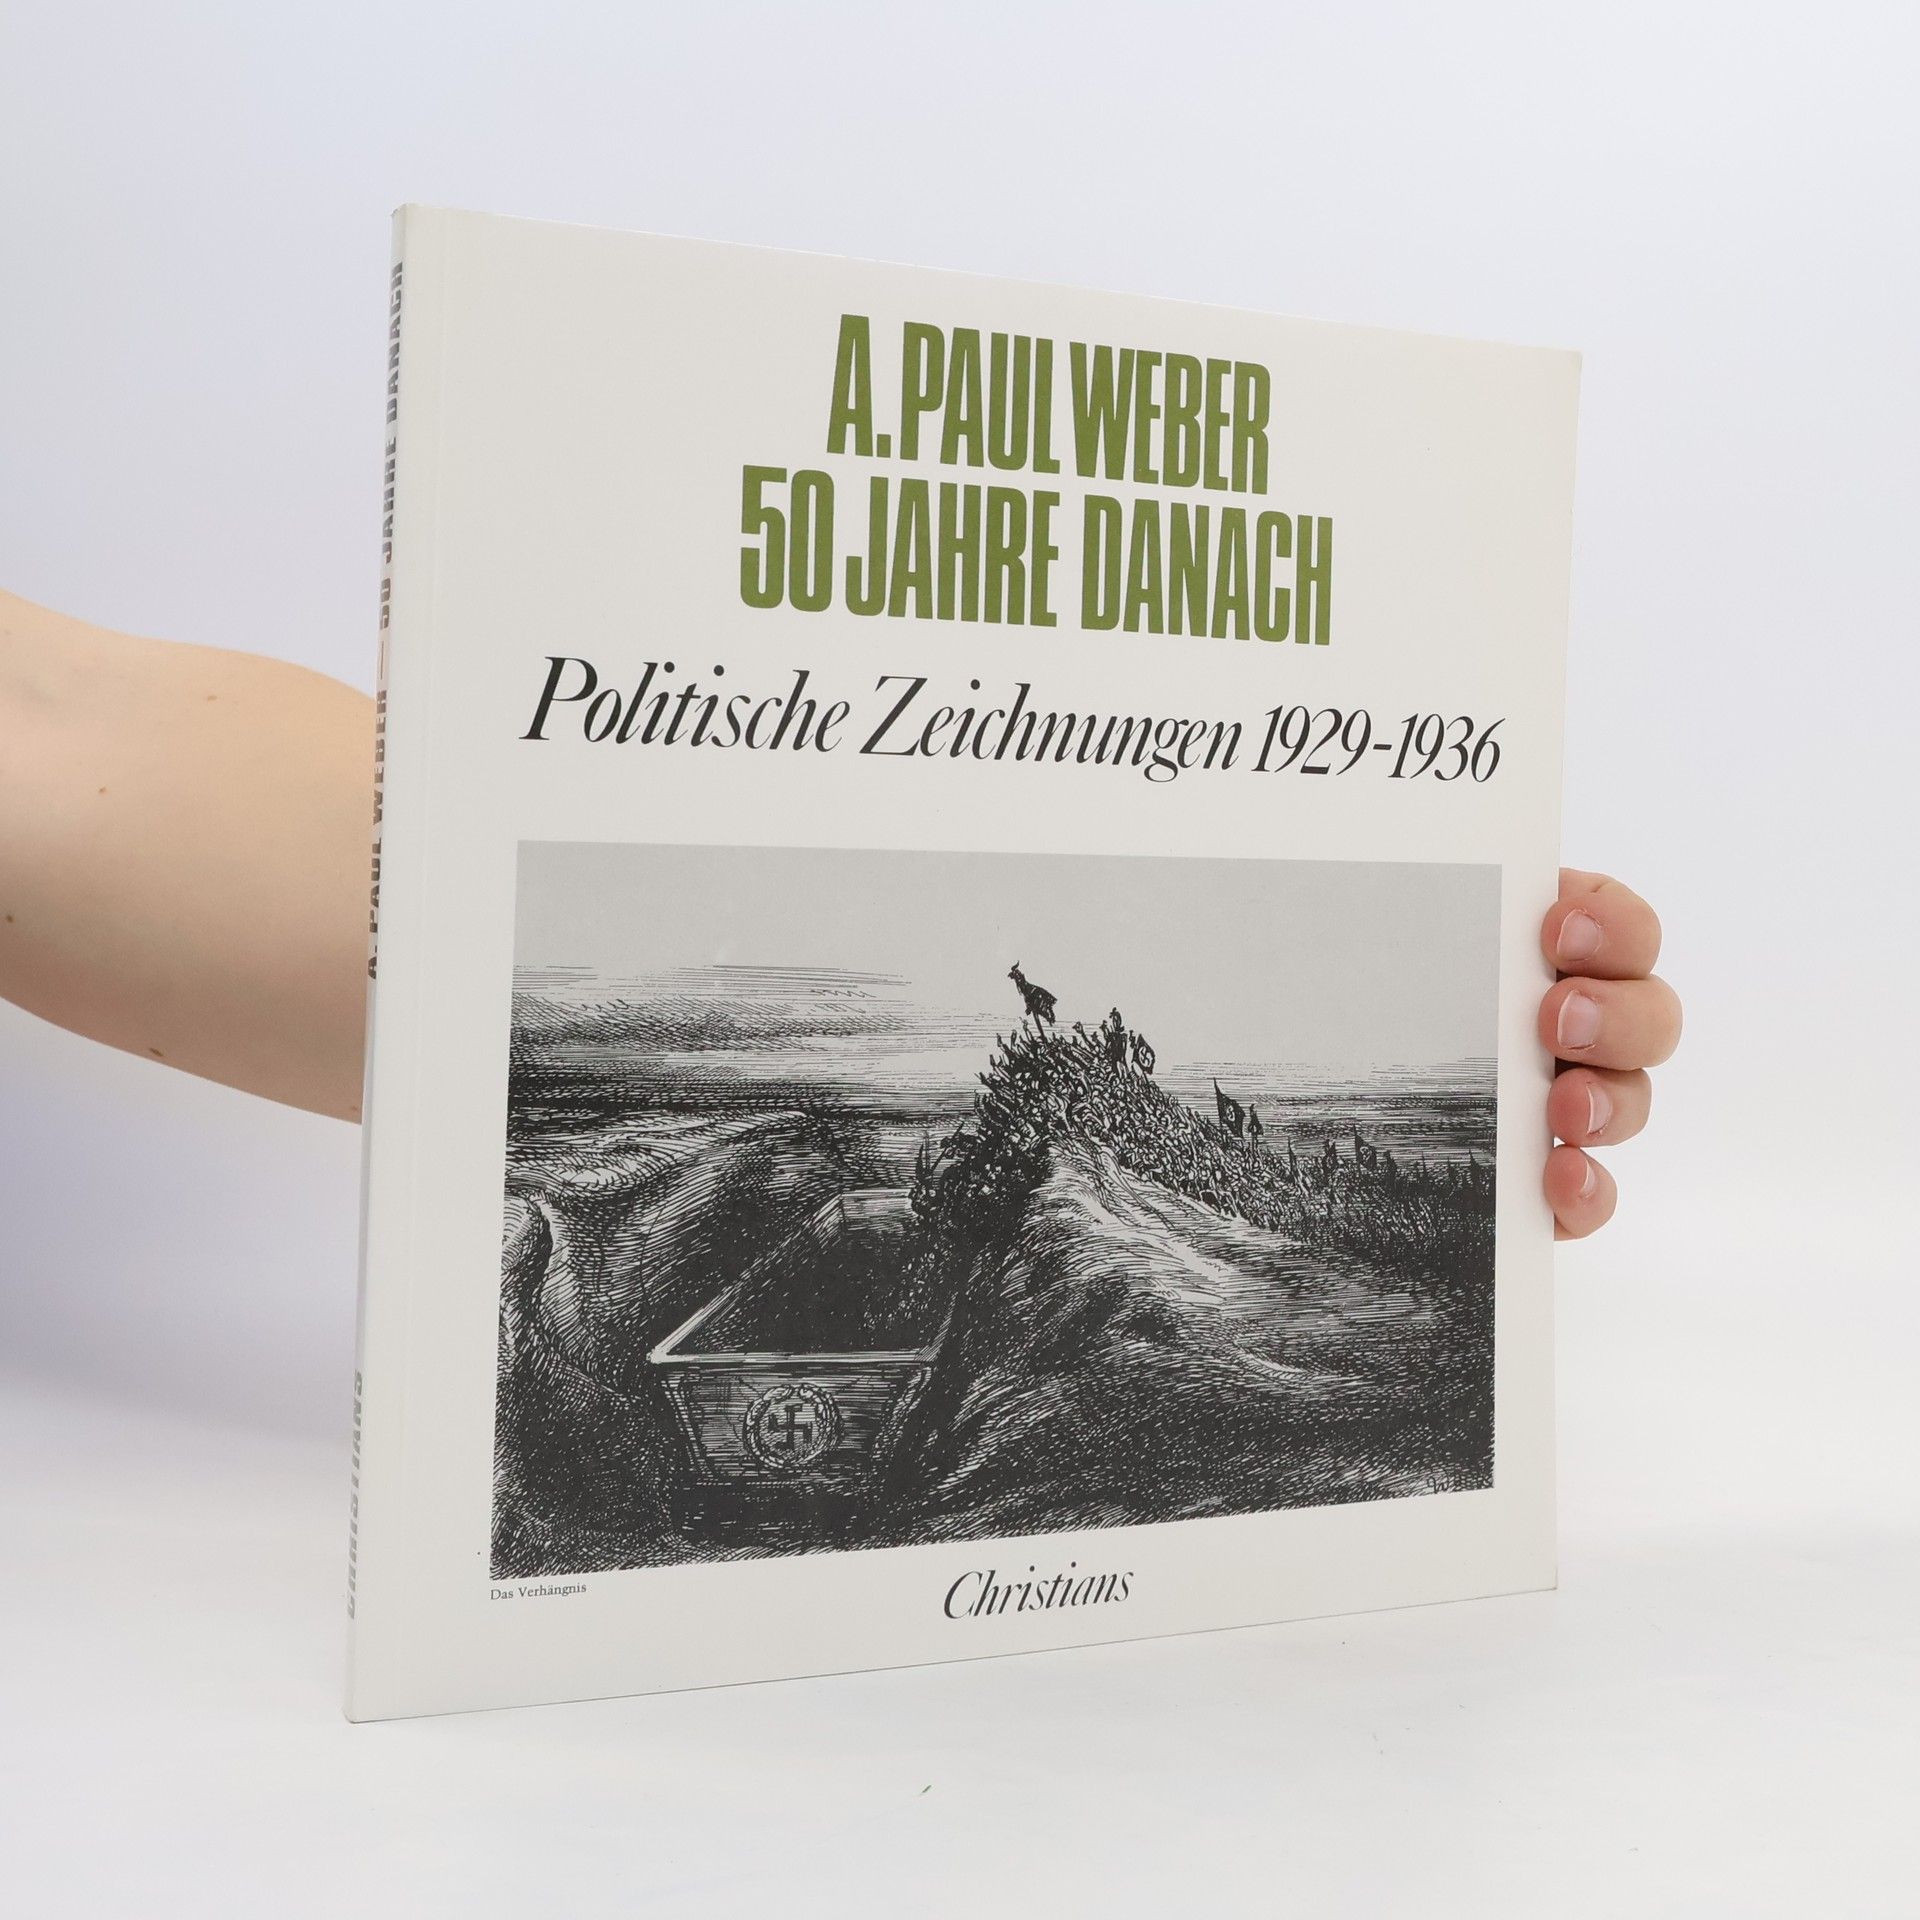 A. PAUL WEBER
50 JAHRE DANACH
Politische Zeichnungen 1929-1936
Das Verhängnis
Christians
A. PAUL WEBER — 50 JAHRE DANACH
CHRISTIANS